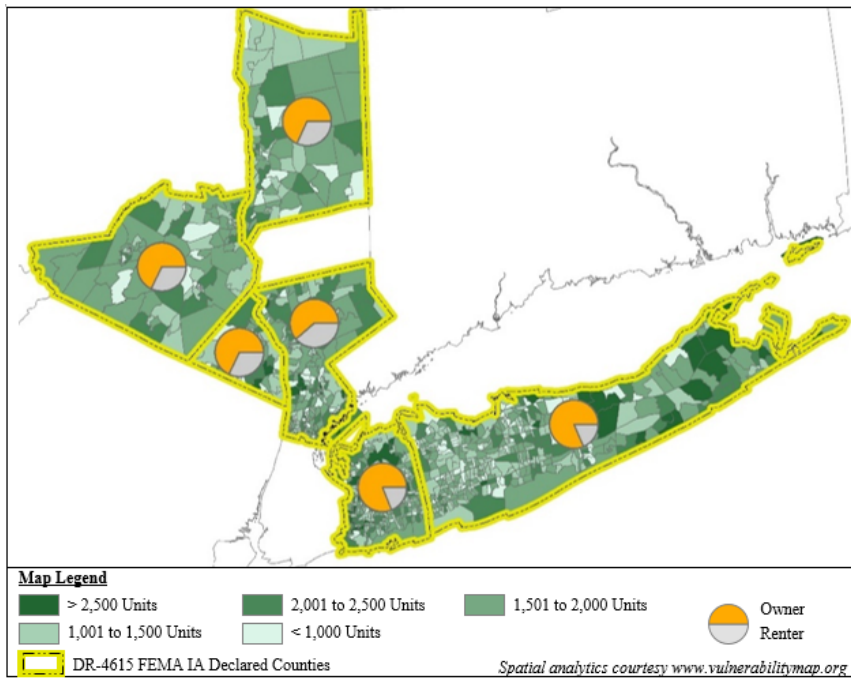 Map Legend
> 2,500 Units 2,001 to 2,500 Units 1,501 to 2,000 Units Owner
1,001 to 1,500 Units < 1,000 Units Renter
DR-4615 FEMA IA Declared Counties Spatial analytics courtesy www.vulnerabilitymap.org